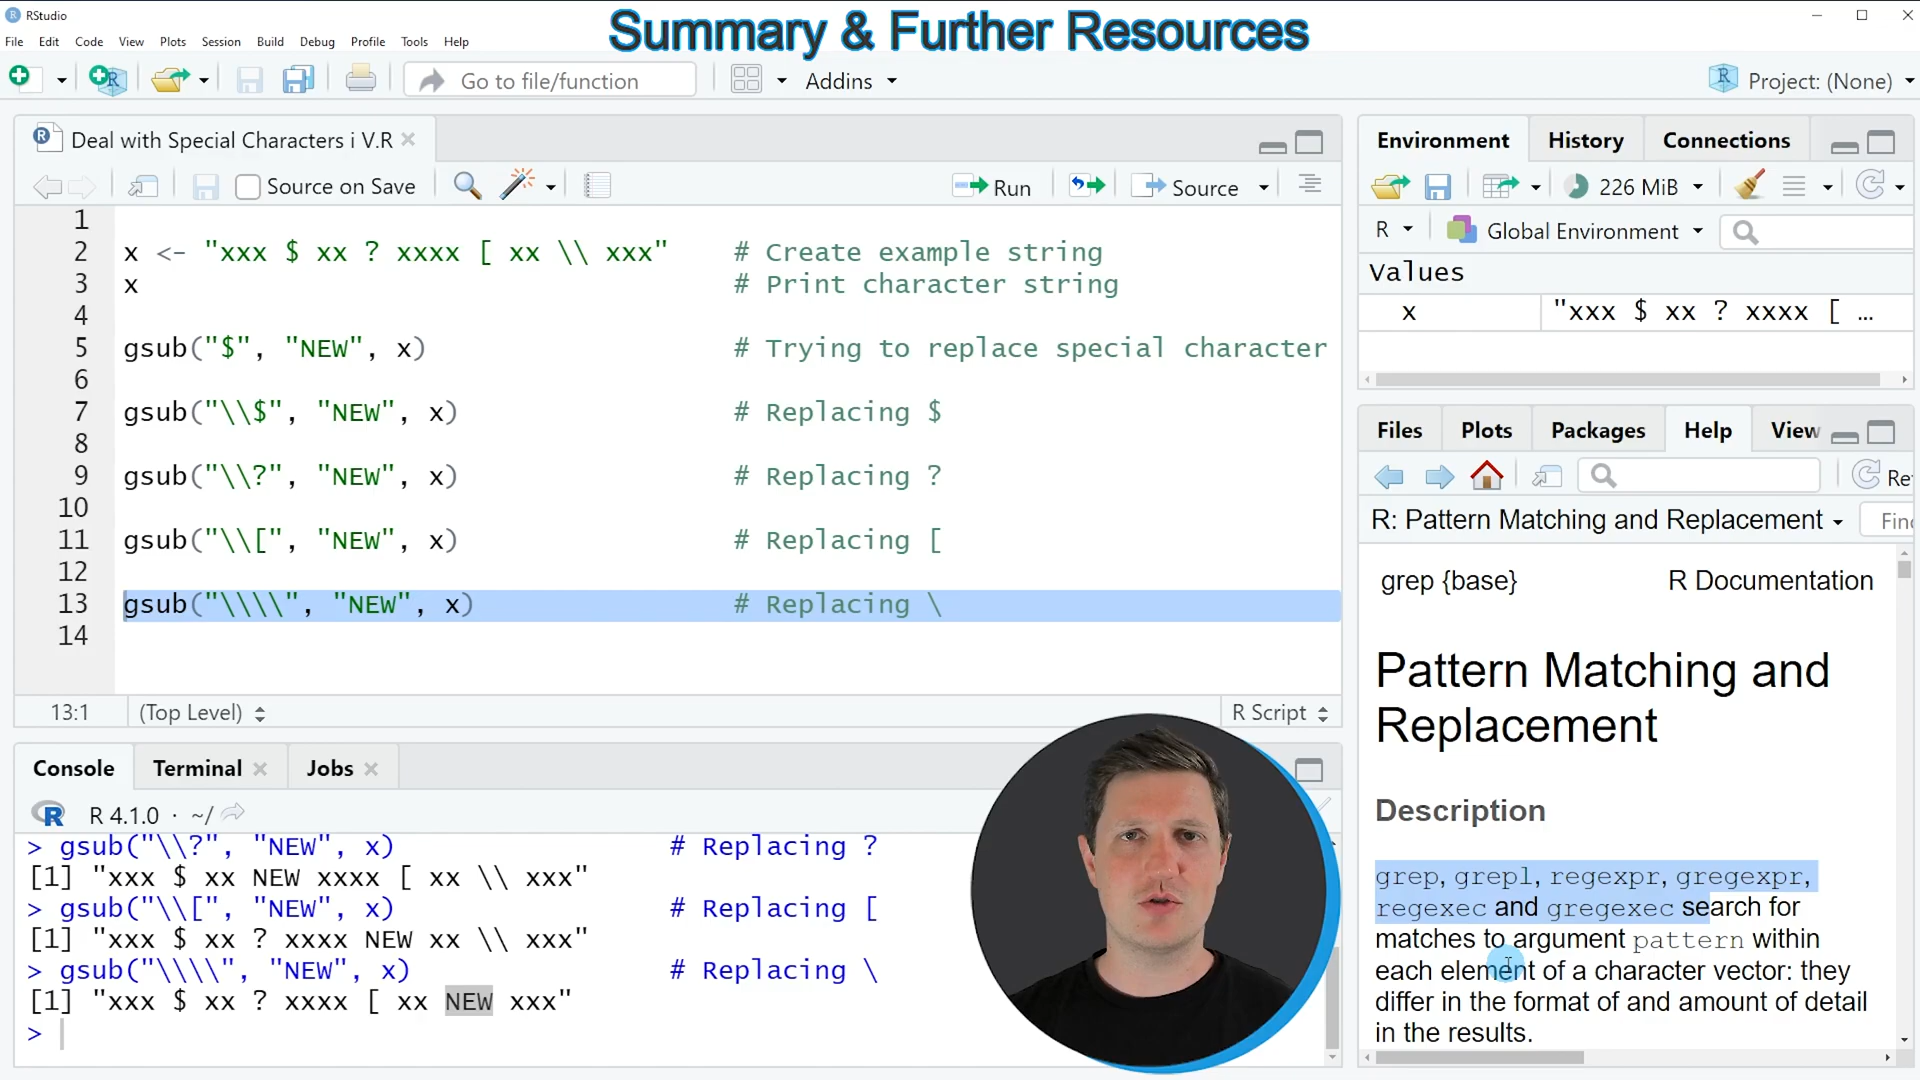 RStudio
Summary & Further Resources
File Edit Code View Plots Session Build Debug Profile Tools Help
Go to file/function
Addins
Project: (None)
Deal with Special Characters i V.R
Source on Save
Run
Source
1
2 x <- "xxx $ xx ? xxxx [ xx \\ xxx" # Create example string
3 x # Print character string
4
5 gsub("$", "NEW", x) # Trying to replace special character
6
7 gsub("\\$", "NEW", x) # Replacing $
8
9 gsub("\\?", "NEW", x) # Replacing ?
10
11 gsub("\\[", "NEW", x) # Replacing [
12
13 gsub("\\\\", "NEW", x) # Replacing \
14
13:1 (Top Level) R Script
Console Terminal Jobs
R 4.1.0 · ~/
> gsub("\\?", "NEW", x) # Replacing ?
[1] "xxx $ xx NEW xxxx [ xx \\ xxx"
> gsub("\\[", "NEW", x) # Replacing [
[1] "xxx $ xx ? xxxx NEW xx \\ xxx"
> gsub("\\\\", "NEW", x) # Replacing \
[1] "xxx $ xx ? xxxx [ xx NEW xxx"
>
Environment History Connections
226 MiB
R Global Environment
Values
x "xxx $ xx ? xxxx [ …
Files Plots Packages Help View
Re
R: Pattern Matching and Replacement Find
grep {base} R Documentation
Pattern Matching and
Replacement
Description
grep, grepl, regexpr, gregexpr,
regexec and gregexec search for
matches to argument pattern within
each element of a character vector: they
differ in the format of and amount of detail
in the results.